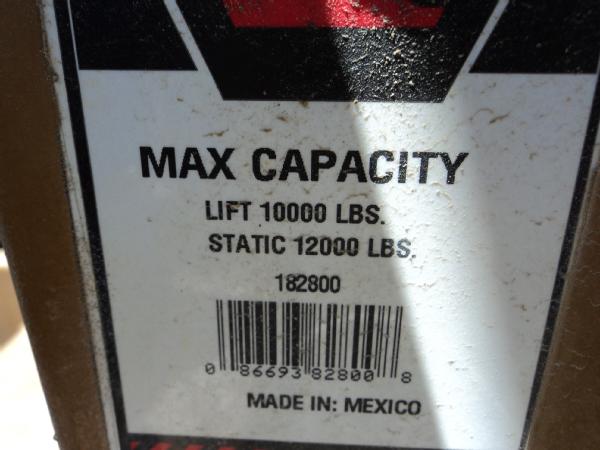 MAX CAPACITY
LIFT 10000 LBS.
STATIC 12000 LBS.
182800
0 86693 82800 8
MADE IN: MEXICO